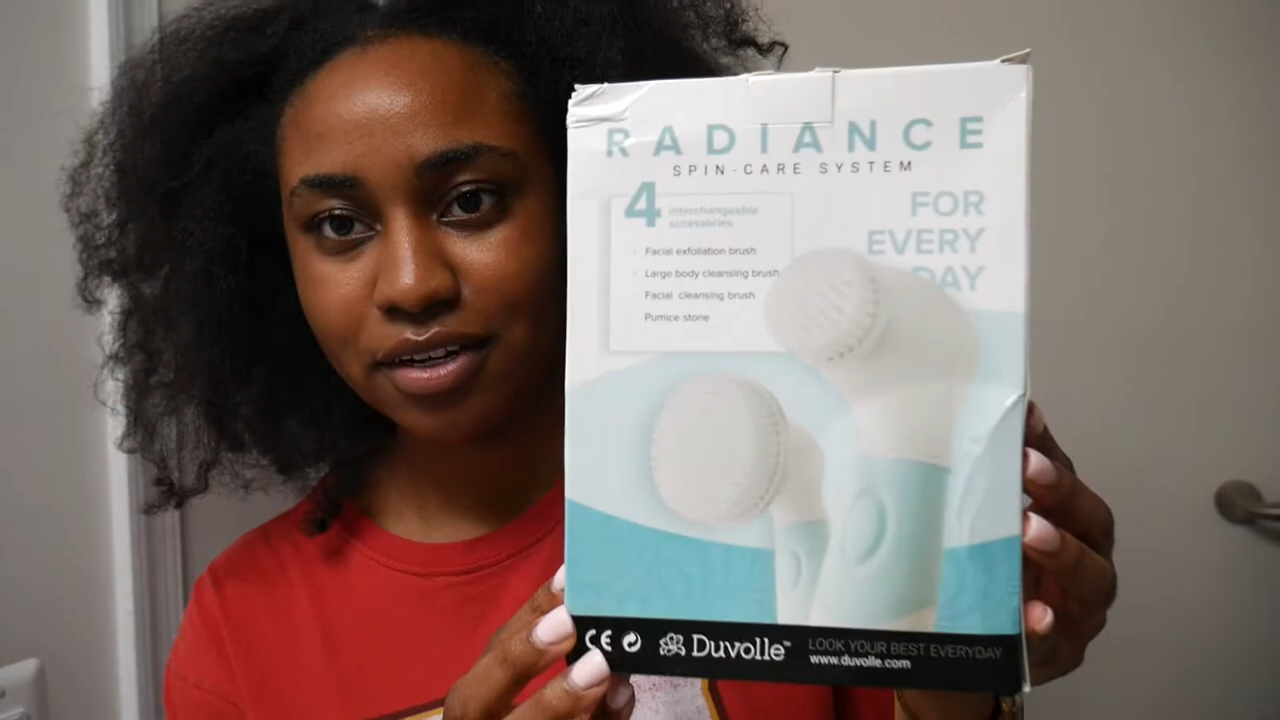 RADIANCE
SPIN-CARE SYSTEM
4 interchangeable
accessories
Facial exfoliation brush
Large body cleansing brush
Facial cleansing brush
Pumice stone
FOR
EVERY
DAY
CE Duvolle™ LOOK YOUR BEST EVERYDAY
www.duvolle.com